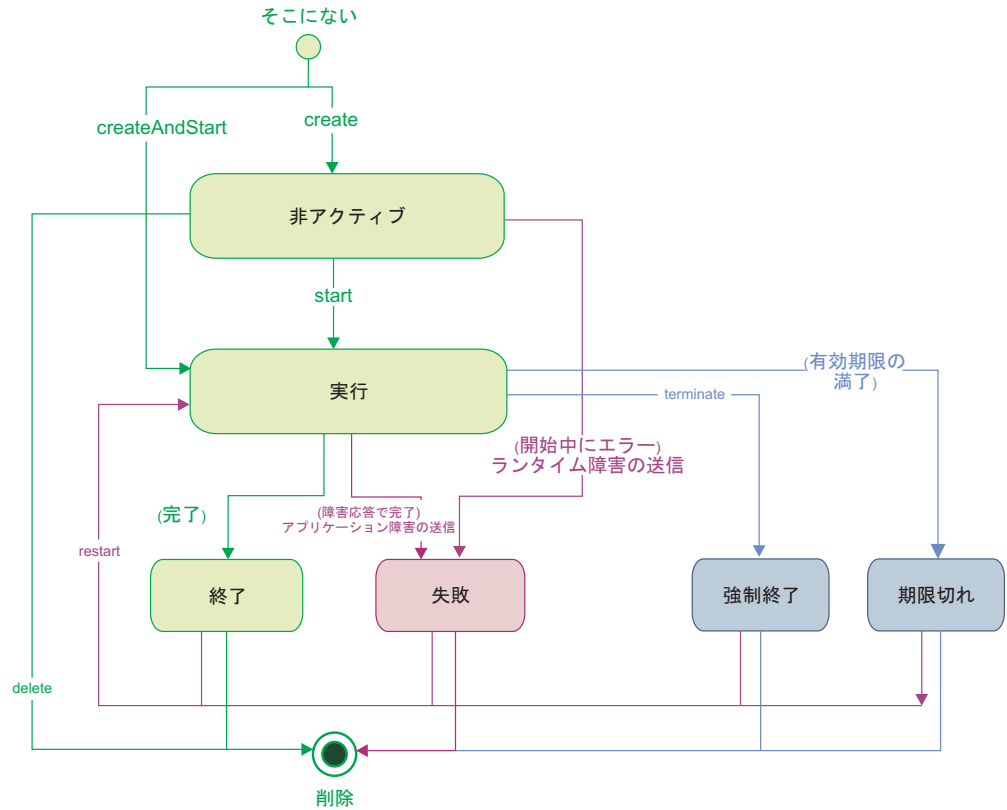 そこにない
createAndStart
create
非アクティブ
start
実行
(有効期限の
満了)
terminate
(開始中にエラー)
ランタイム障害の送信
(完了)
(障害応答で完了)
アプリケーション障害の送信
restart
終了
失敗
強制終了
期限切れ
delete
削除